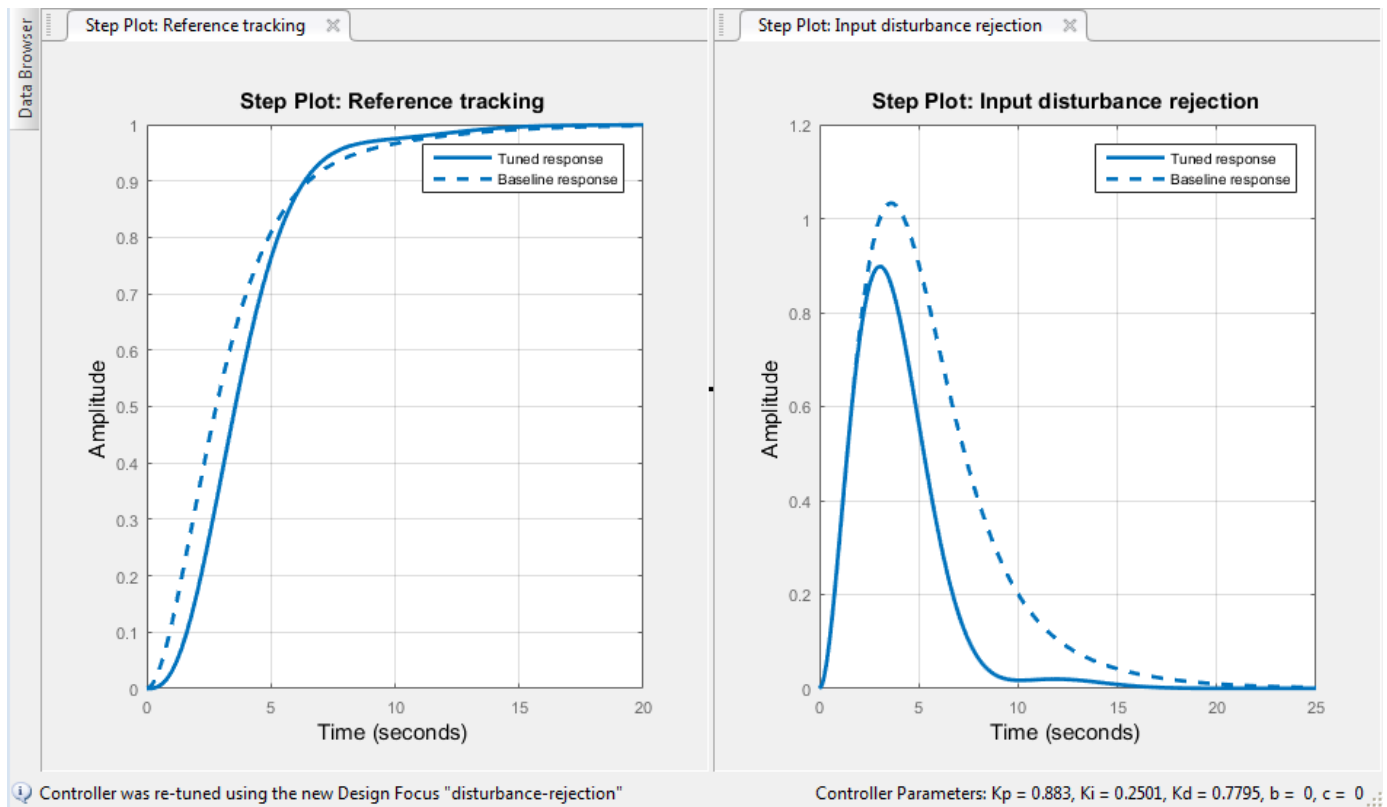 Data Browser
Step Plot: Reference tracking
Step Plot: Input disturbance rejection
Step Plot: Reference tracking
1
0.9
0.8
0.7
0.6
0.5
0.4
0.3
0.2
0.1
0
Amplitude
Tuned response
Baseline response
0 5 10 15 20
Time (seconds)
Step Plot: Input disturbance rejection
1.2
1
0.8
0.6
0.4
0.2
0
Amplitude
Tuned response
Baseline response
0 5 10 15 20 25
Time (seconds)
Controller was re-tuned using the new Design Focus "disturbance-rejection"
Controller Parameters: Kp = 0.883, Ki = 0.2501, Kd = 0.7795, b = 0, c = 0